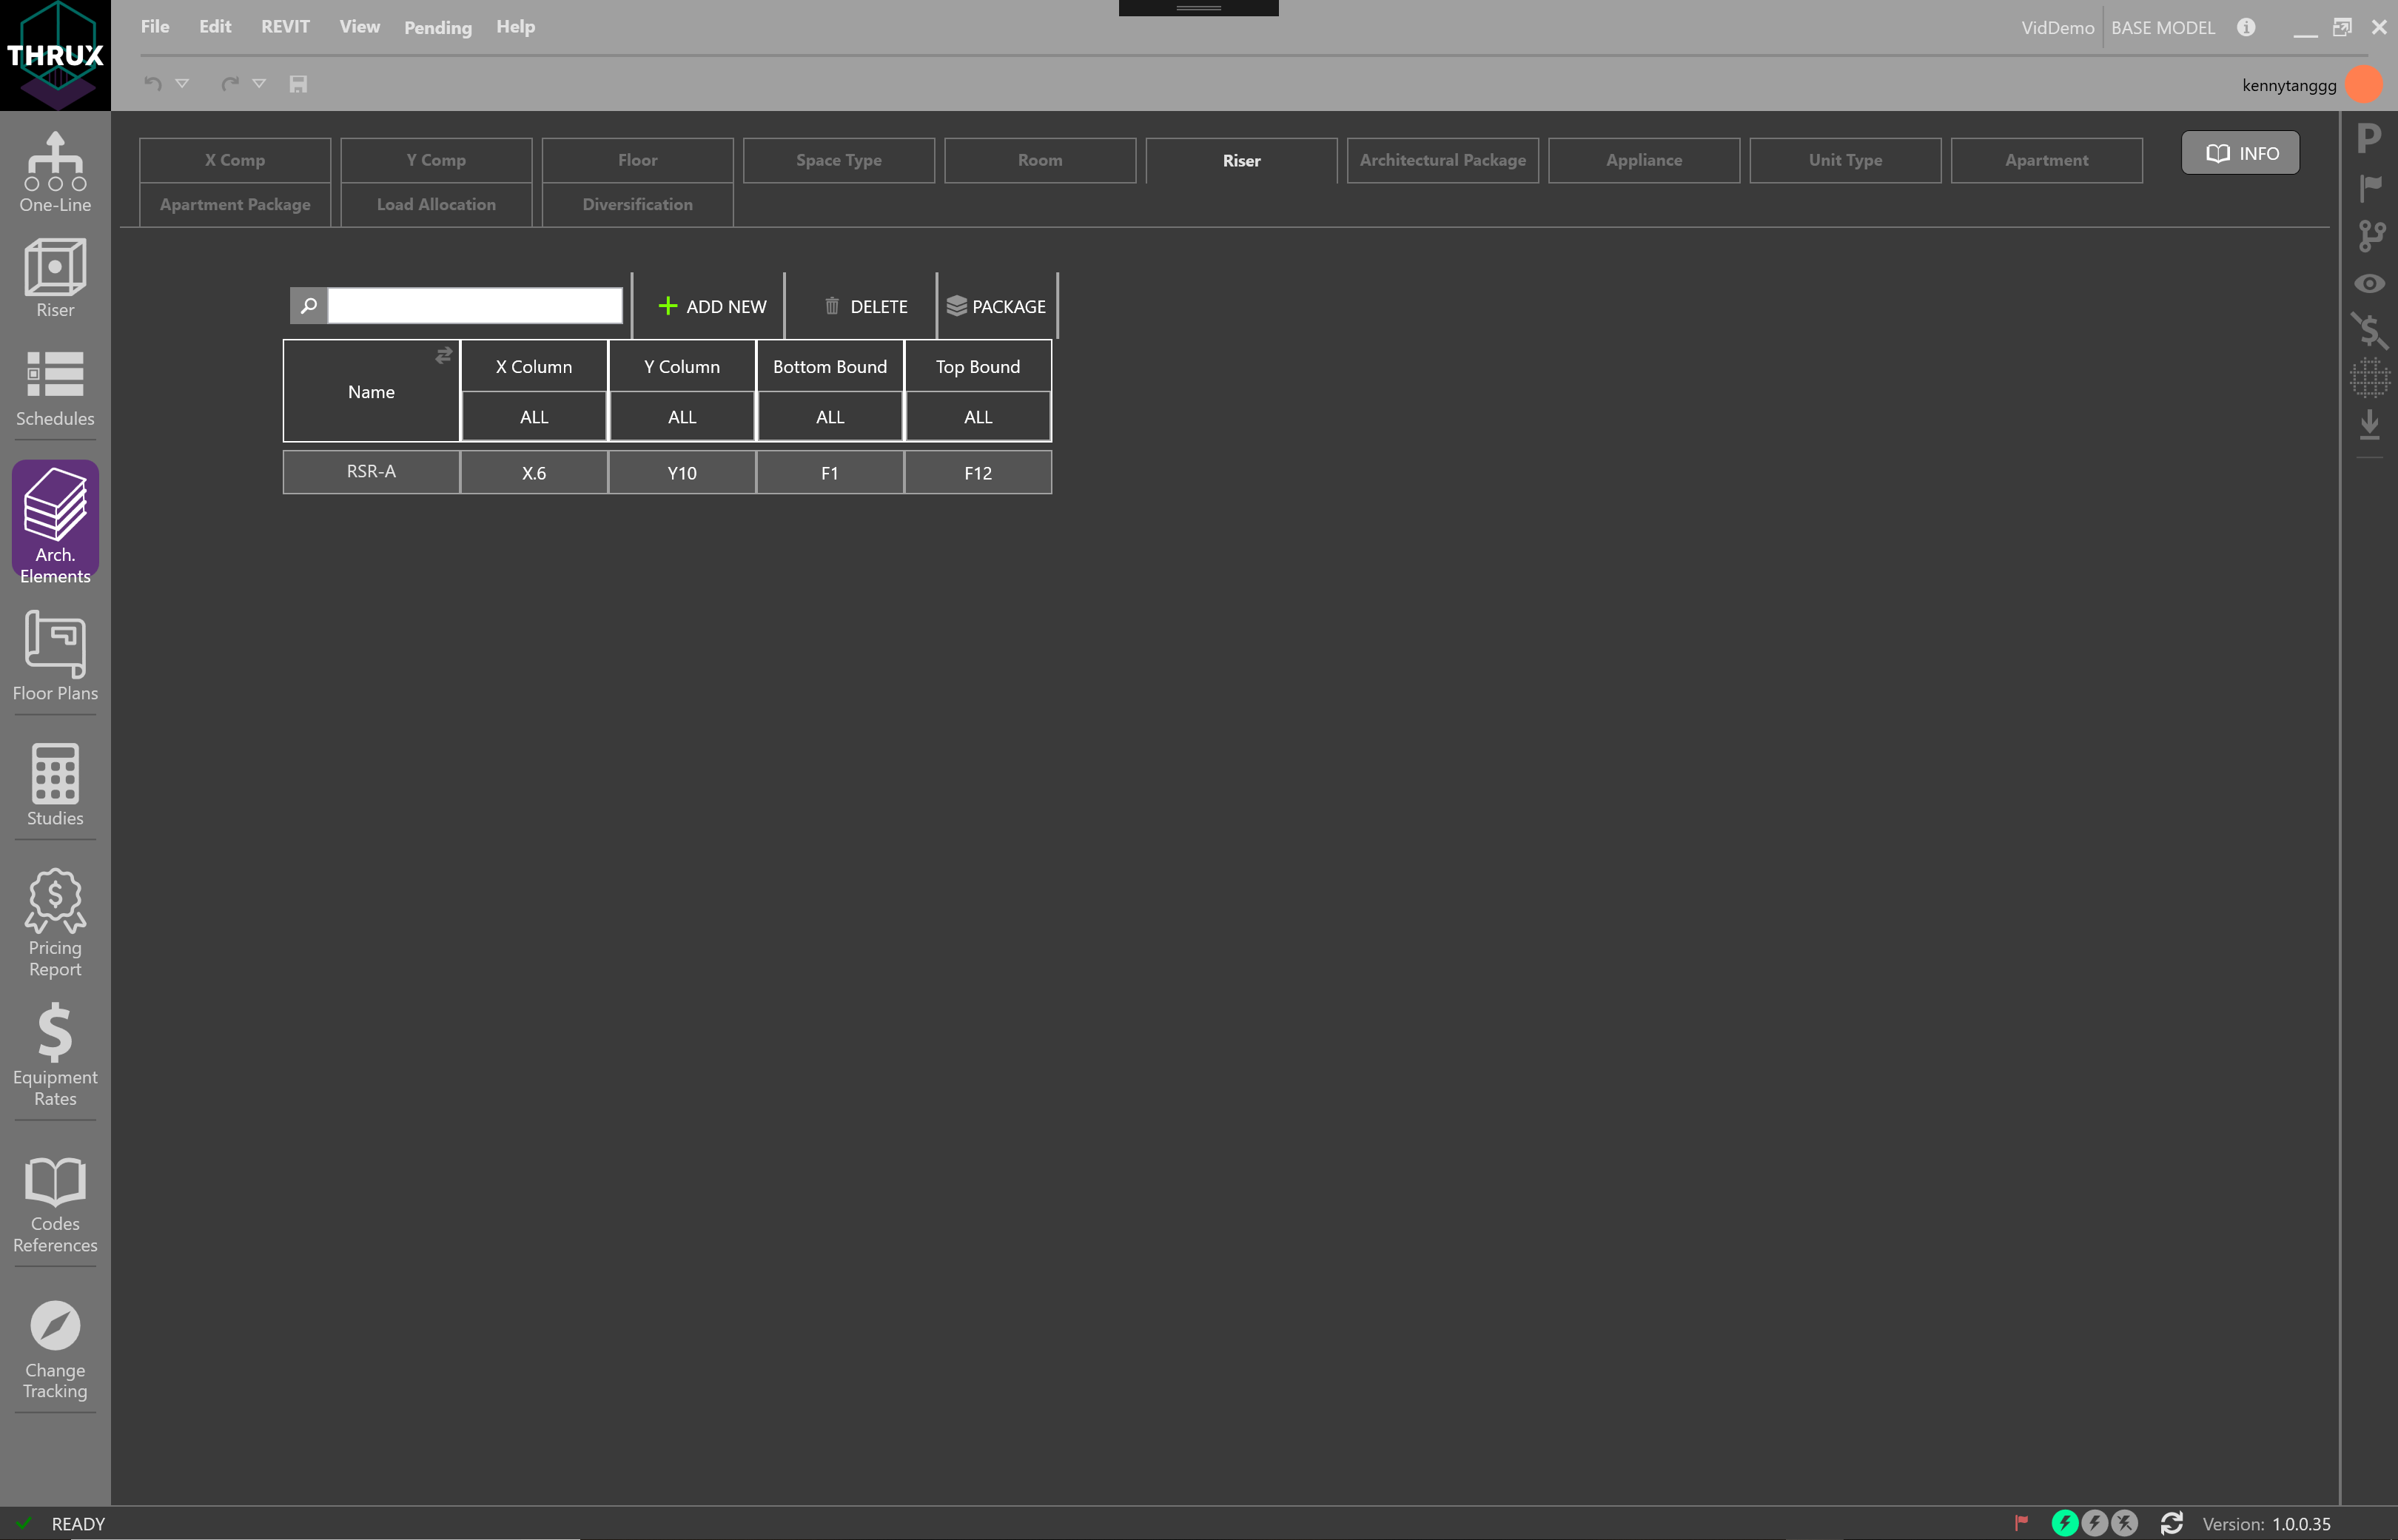 THRUX
File Edit REVIT View Pending Help
VidDemo BASE MODEL
kennytanggg
X Comp Y Comp Floor Space Type Room Riser Architectural Package Appliance Unit Type Apartment
INFO
Apartment Package Load Allocation Diversification
ADD NEW DELETE PACKAGE
Name X Column Y Column Bottom Bound Top Bound
ALL ALL ALL ALL
RSR-A X.6 Y10 F1 F12
One-Line
Riser
Schedules
Arch.
Elements
Floor Plans
Studies
Pricing
Report
Equipment
Rates
Codes
References
Change
Tracking
P
READY
Version: 1.0.0.35